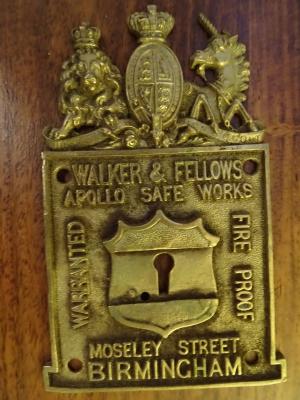 WALKER & FELLOWS
APOLLO SAFE WORKS
WARRANTED
FIRE PROOF
MOSELEY STREET
BIRMINGHAM